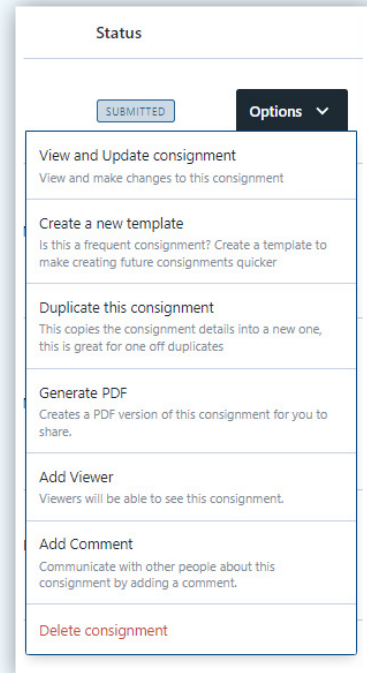 Status
SUBMITTED
Options
View and Update consignment
View and make changes to this consignment
Create a new template
Is this a frequent consignment? Create a template to
make creating future consignments quicker
Duplicate this consignment
This copies the consignment details into a new one,
this is great for one off duplicates
Generate PDF
Creates a PDF version of this consignment for you to
share.
Add Viewer
Viewers will be able to see this consignment.
Add Comment
Communicate with other people about this
consignment by adding a comment.
Delete consignment